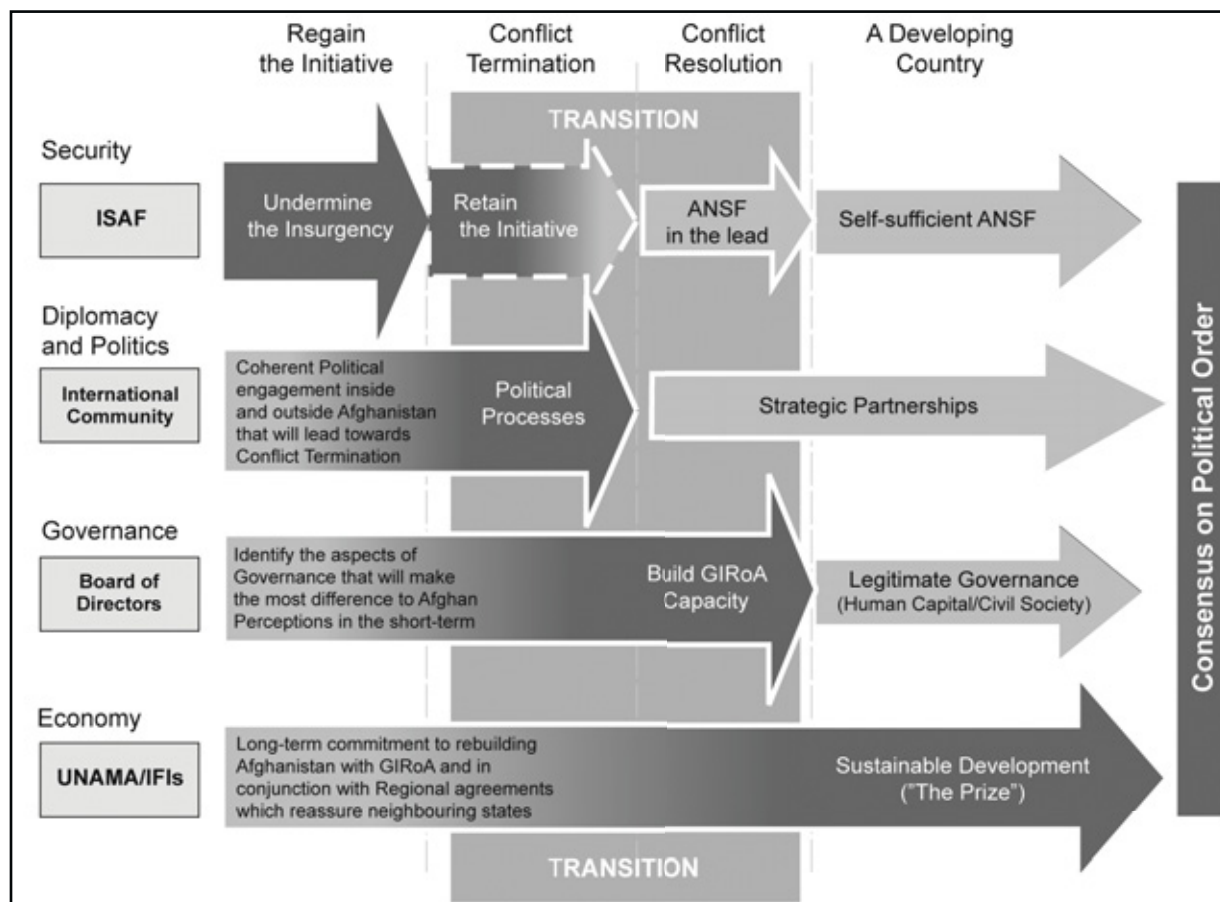 Regain
the Initiative
Conflict
Termination
Conflict
Resolution
A Developing
Country
TRANSITION
Security
ISAF
Undermine
the Insurgency
Retain
the Initiative
ANSF
in the lead
Self-sufficient ANSF
Diplomacy
and Politics
International
Community
Coherent Political
engagement inside
and outside Afghanistan
that will lead towards
Conflict Termination
Political
Processes
Strategic Partnerships
Governance
Board of
Directors
Identify the aspects of
Governance that will make
the most difference to Afghan
Perceptions in the short-term
Build GIRoA
Capacity
Legitimate Governance
(Human Capital/Civil Society)
Economy
UNAMA/IFIs
Long-term commitment to rebuilding
Afghanistan with GIRoA and in
conjunction with Regional agreements
which reassure neighbouring states
Sustainable Development
("The Prize")
TRANSITION
Consensus on Political Order